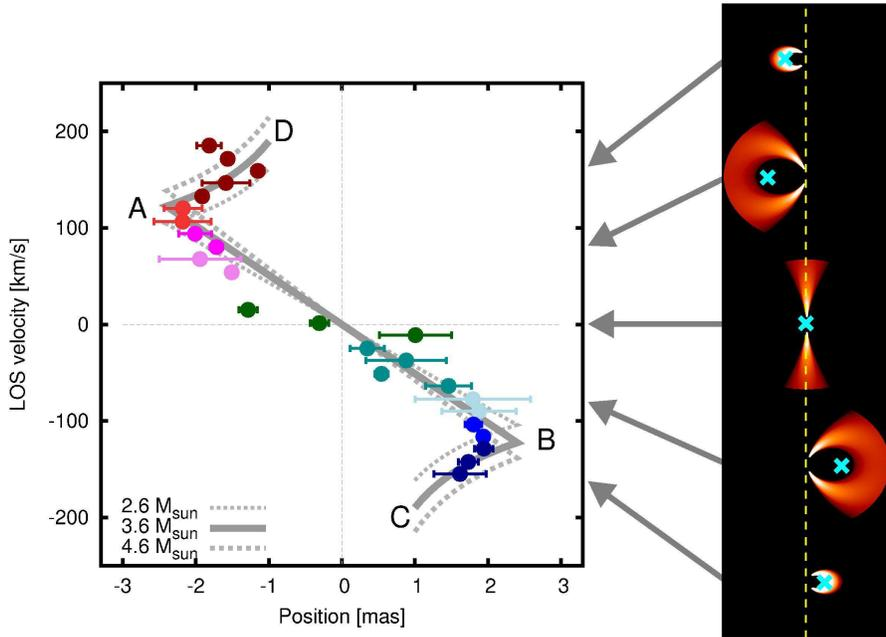 D
200
A
100
0
-100
B
C
-200
2.6 Msun
3.6 Msun
4.6 Msun
-3 -2 -1 0 1 2 3
Position [mas]
LOS velocity [km/s]